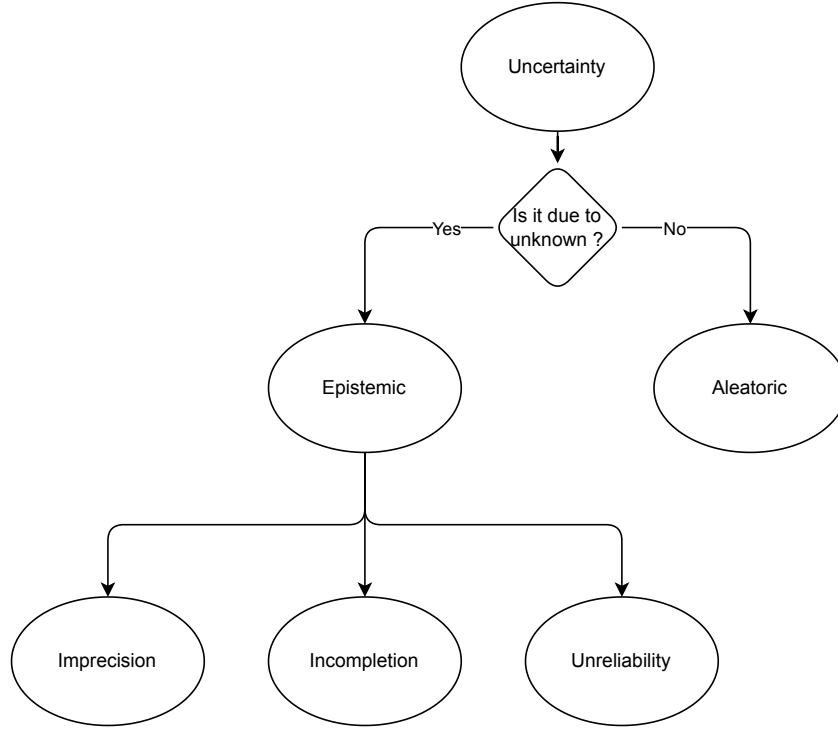 Uncertainty
Is it due to
unknown ?
Yes
No
Epistemic
Aleatoric
Imprecision
Incompletion
Unreliability